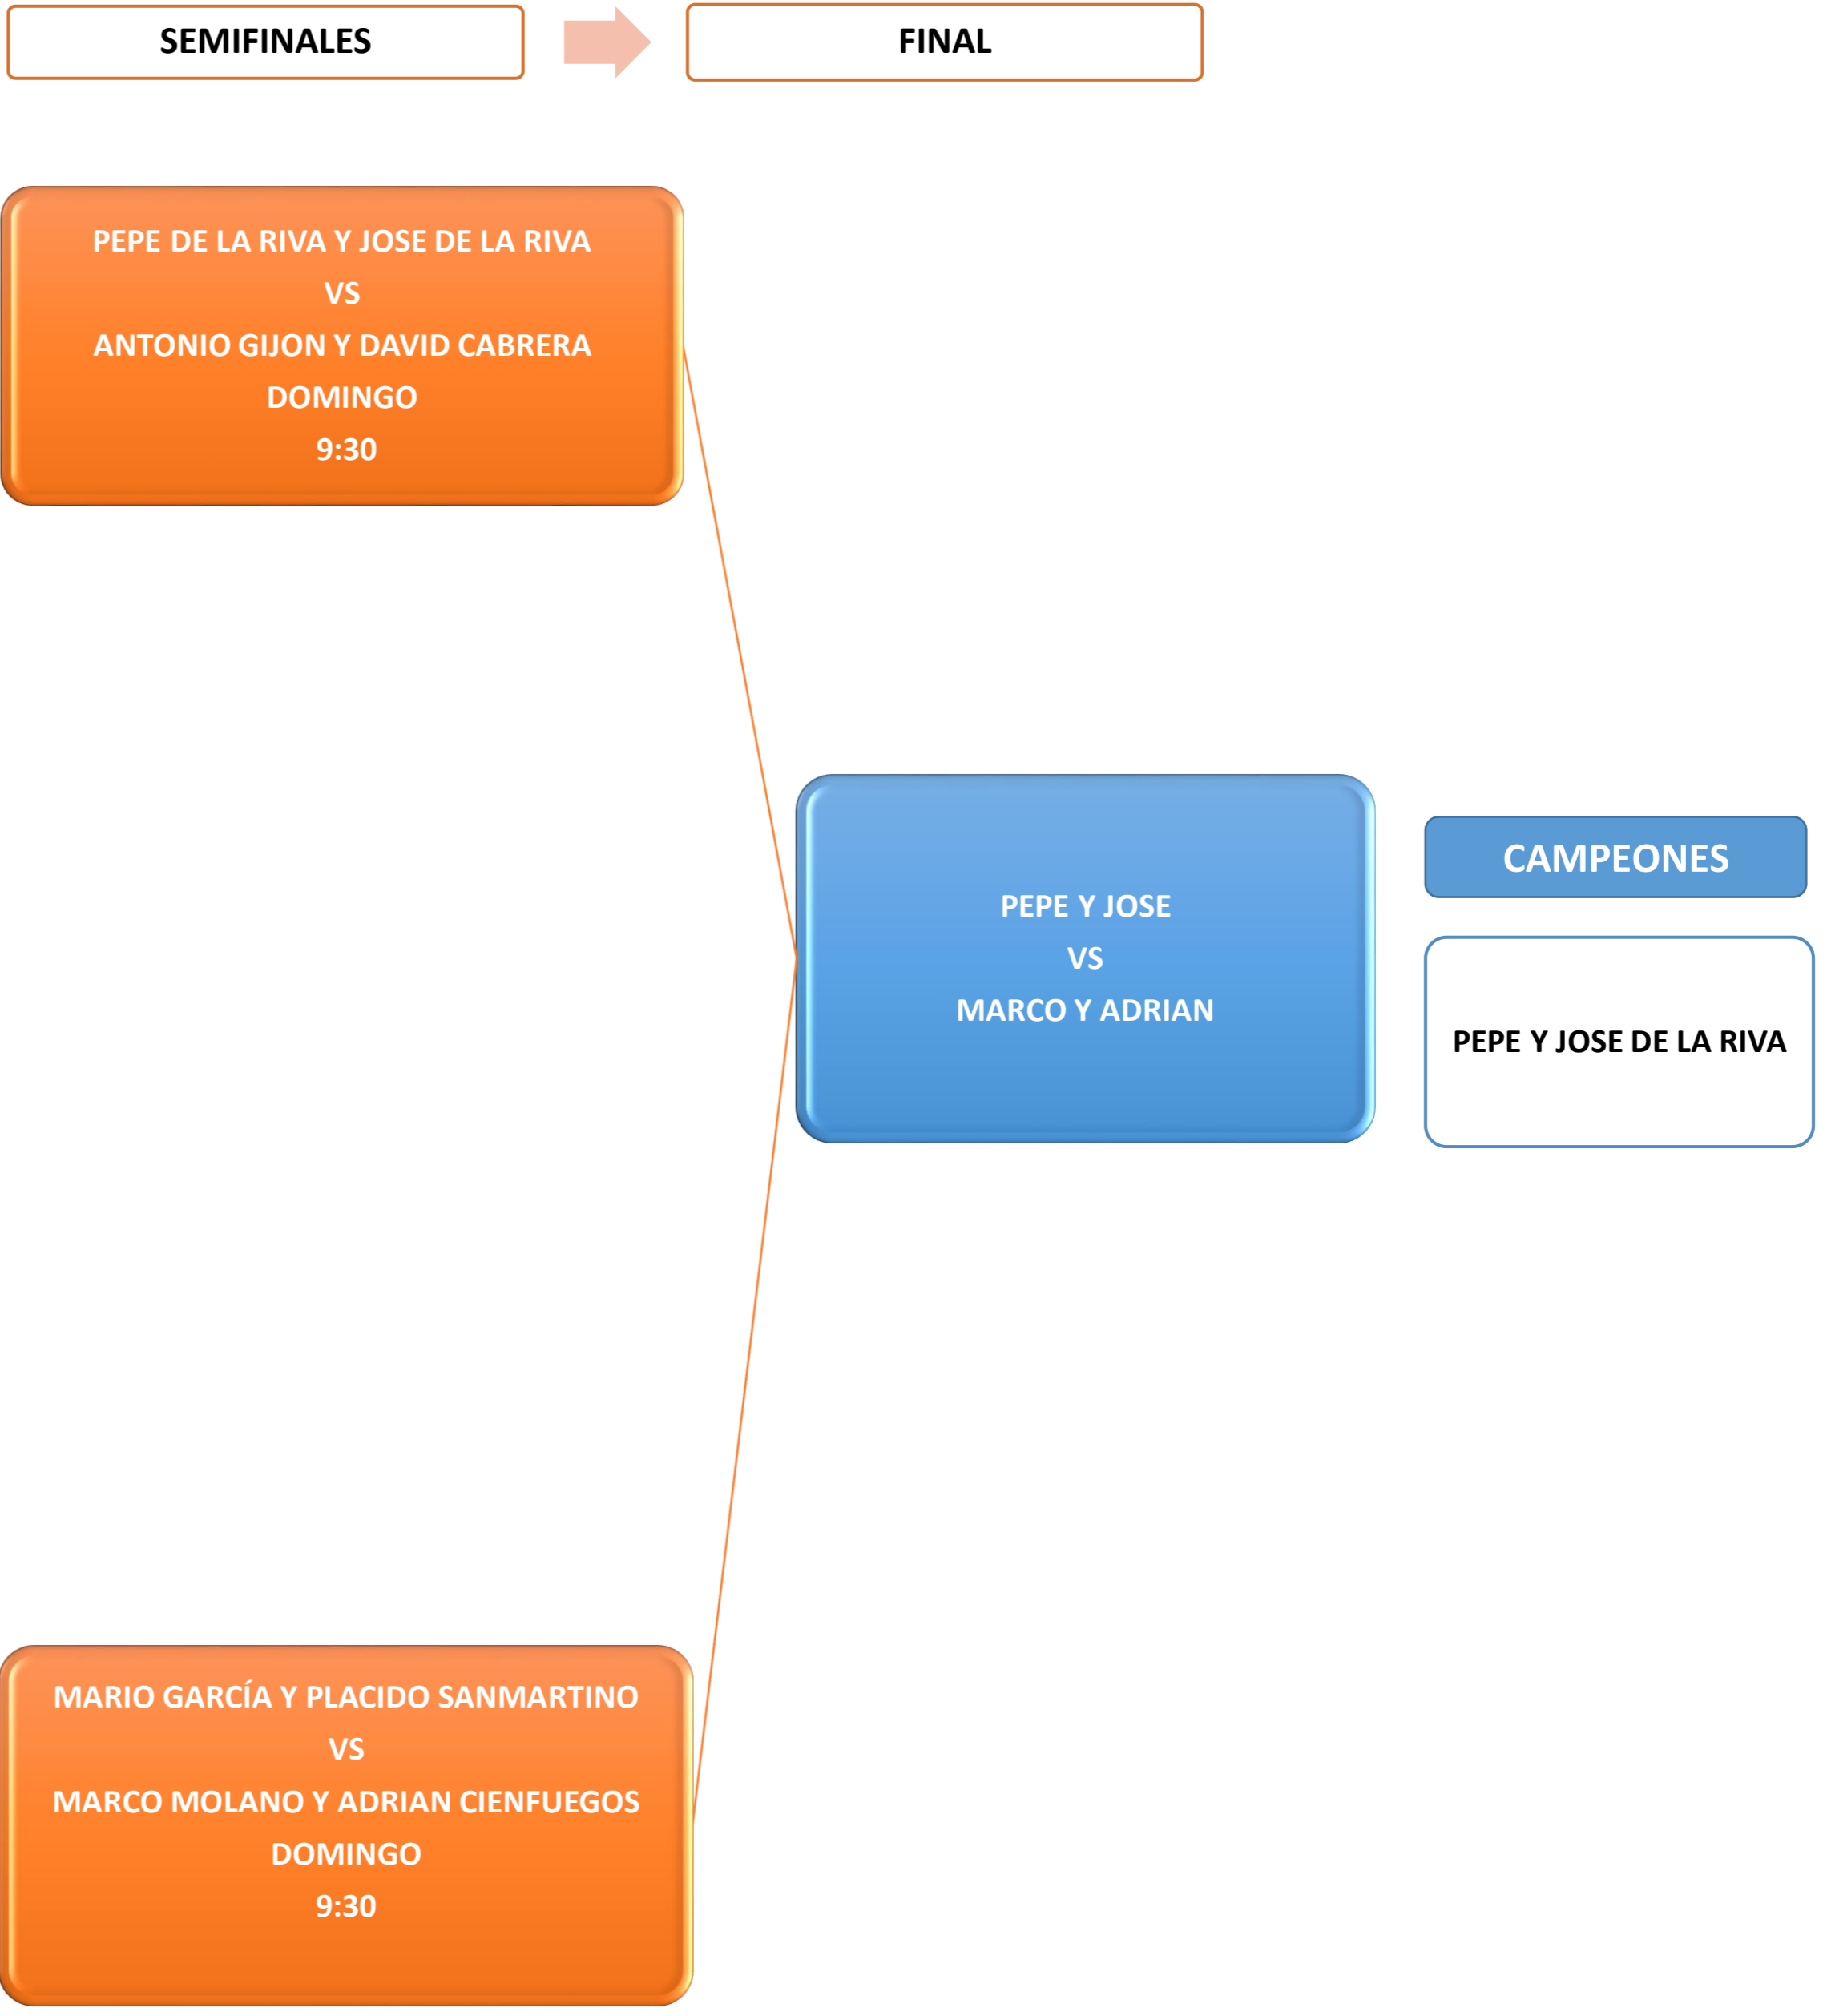 SEMIFINALES
FINAL
PEPE DE LA RIVA Y JOSE DE LA RIVA
VS
ANTONIO GIJON Y DAVID CABRERA
DOMINGO
9:30
PEPE Y JOSE
VS
MARCO Y ADRIAN
CAMPEONES
PEPE Y JOSE DE LA RIVA
MARIO GARCÍA Y PLACIDO SANMARTINO
VS
MARCO MOLANO Y ADRIAN CIENFUEGOS
DOMINGO
9:30